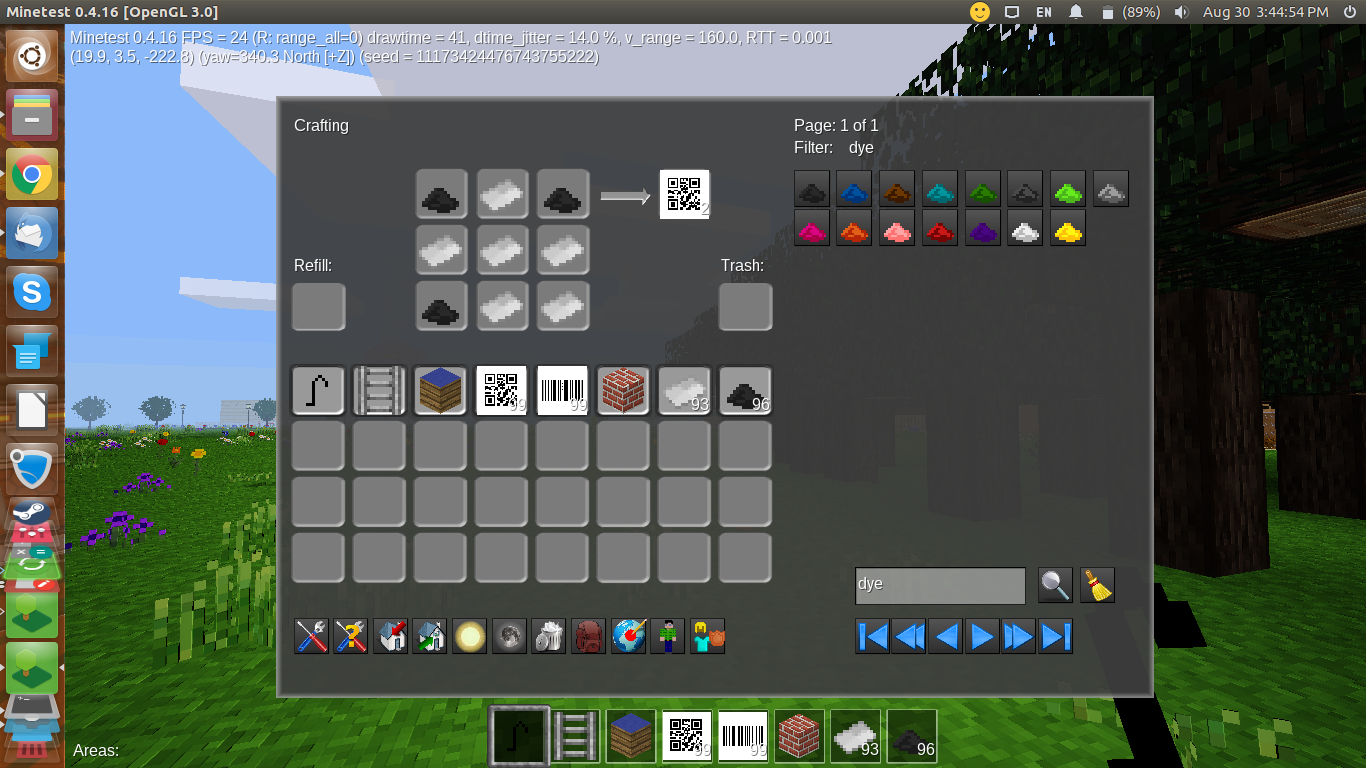 Minetest 0.4.16 [OpenGL 3.0]
EN
(89%)
Aug 30 3:44:54 PM
Minetest 0.4.16 FPS = 24 (R: range_all=0) drawtime = 41, dtime_jitter = 14.0 %, v_range = 160.0, RTT = 0.001
(19.9, 3.5, -222.8) (yaw=340.3 North [+Z]) (seed = 11173424476743755222)
Crafting
Page: 1 of 1
Filter: dye
2
Refill:
Trash:
99
99
93
96
dye
99
99
93
96
Areas: